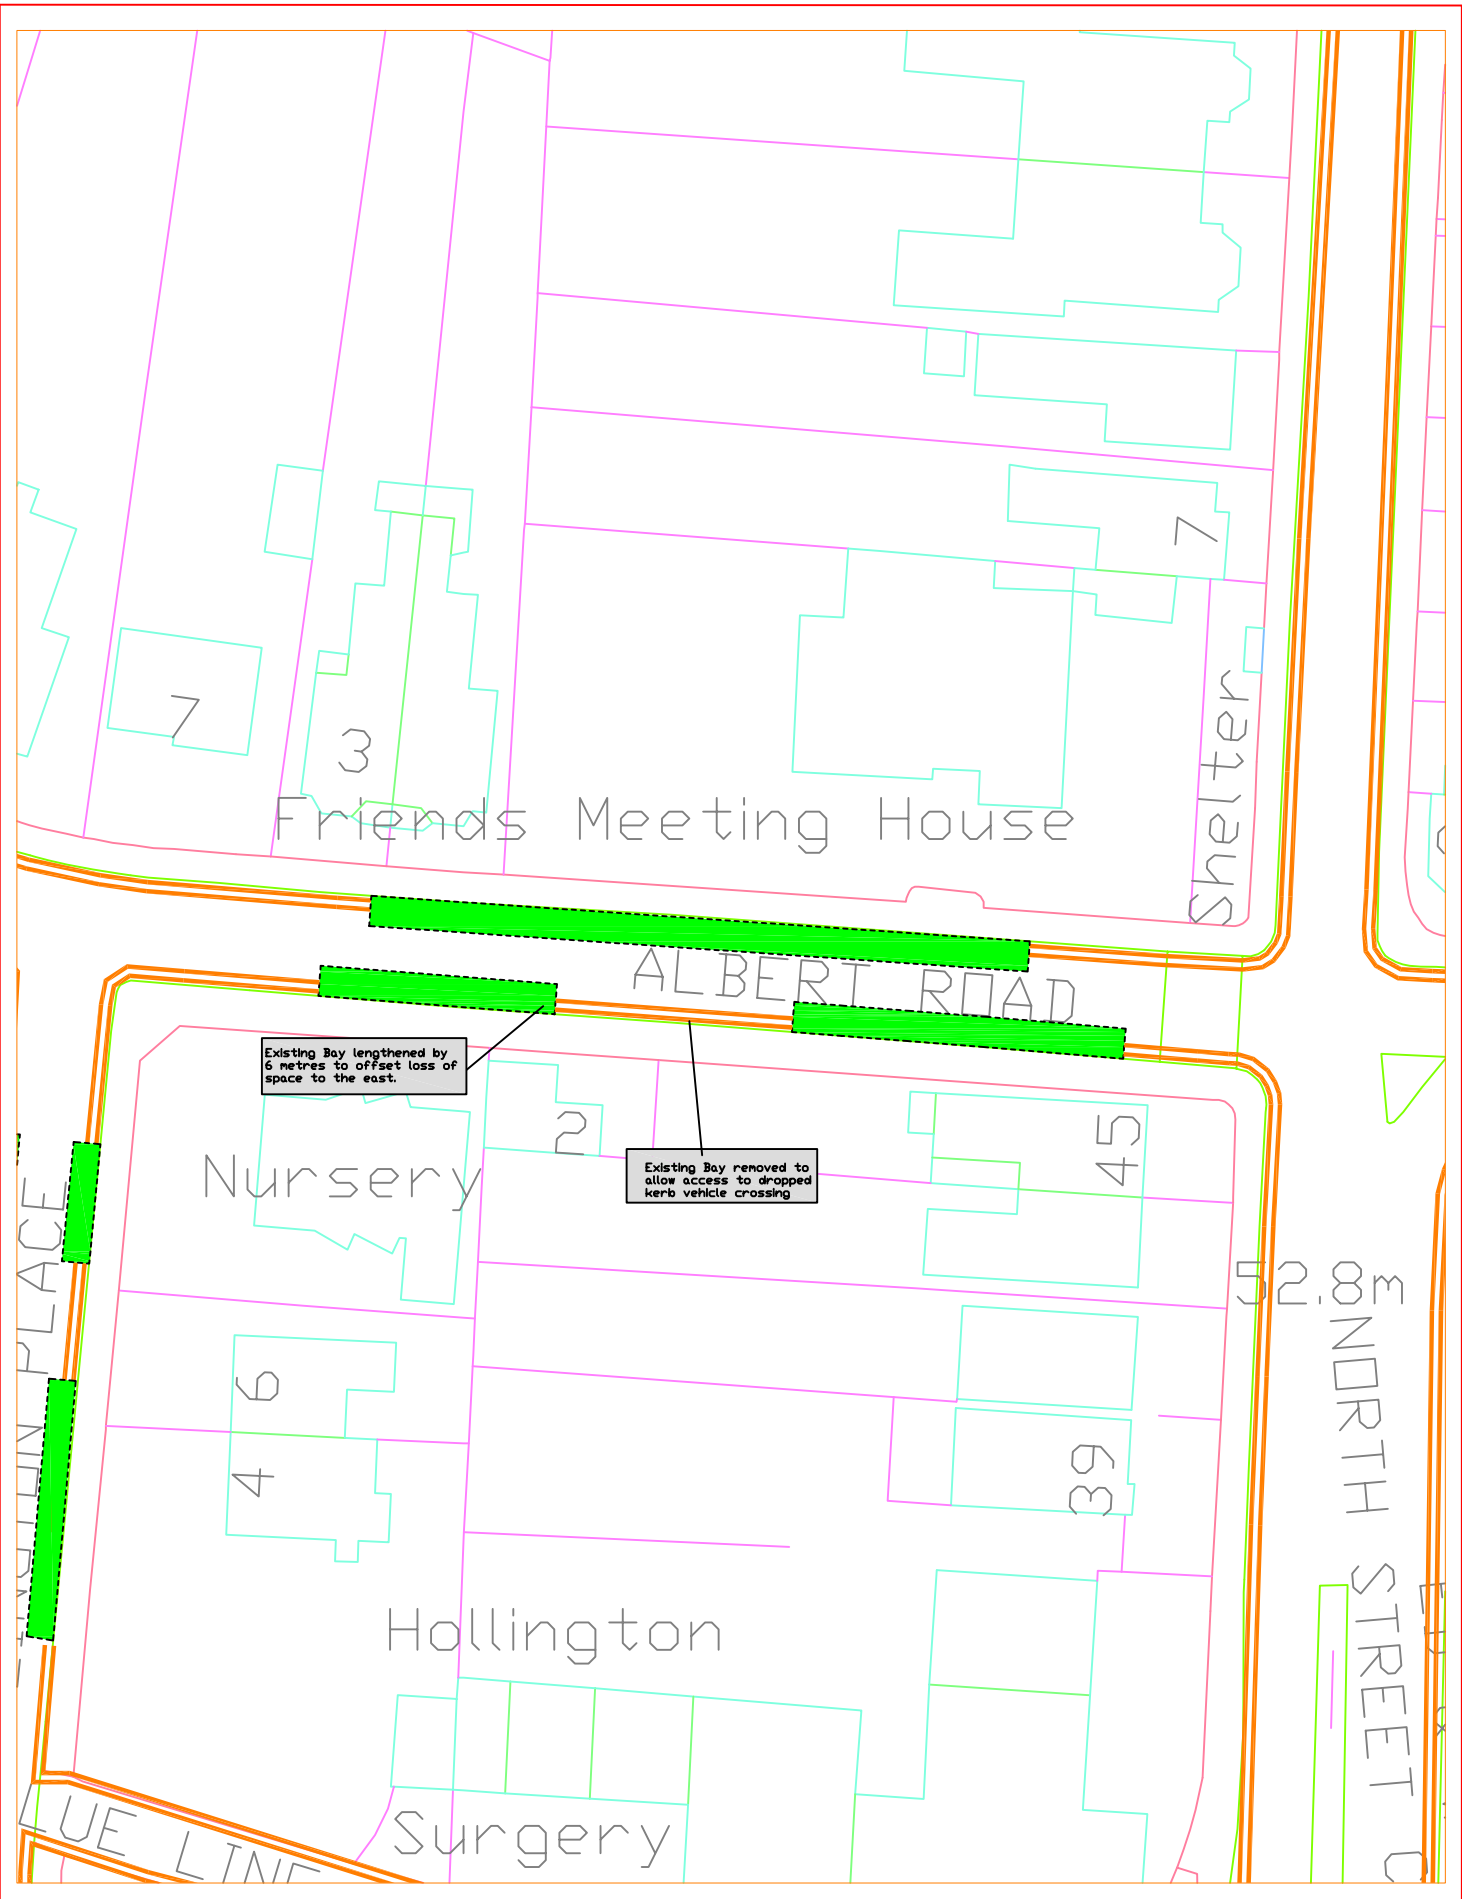 7
7
3
Friends Meeting House
Shelter
ALBERT ROAD
Existing Bay lengthened by
6 metres to offset loss of
space to the east.
2
45
Nursery
Existing Bay removed to
allow access to dropped
kerb vehicle crossing
PLACE
52.8m
6
4
39
NORTH STREET
Hollington
Surgery